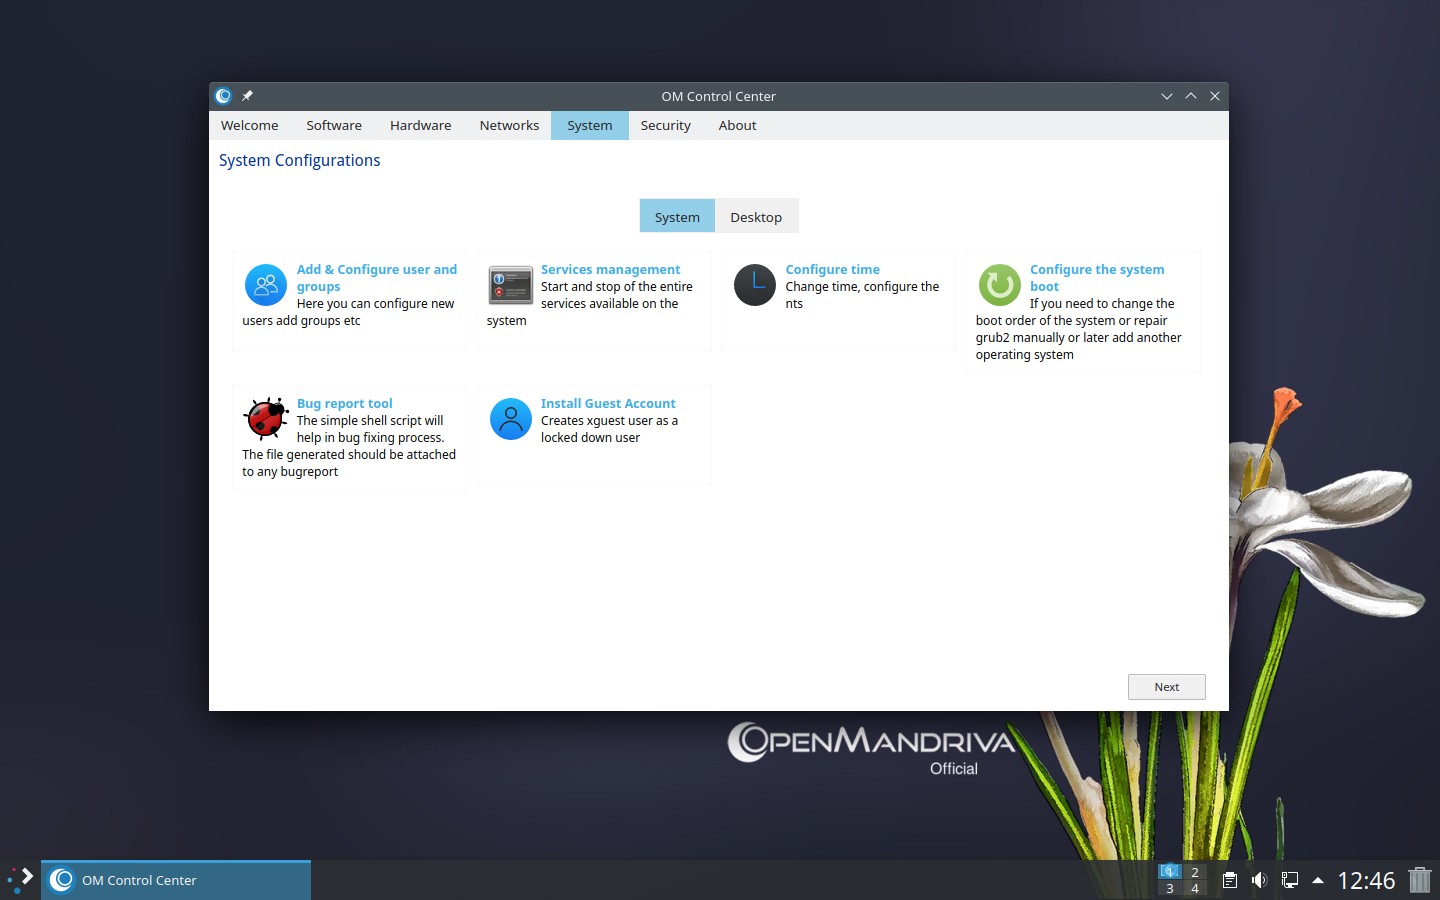 OM Control Center
Welcome Software Hardware Networks System Security About
System Configurations
System Desktop
Add & Configure user and
groups
Here you can configure new
users add groups etc
Services management
Start and stop of the entire
services available on the
system
Configure time
Change time, configure the
nts
Configure the system
boot
If you need to change the
boot order of the system or repair
grub2 manually or later add another
operating system
Bug report tool
The simple shell script will
help in bug fixing process.
The file generated should be attached
to any bugreport
Install Guest Account
Creates xguest user as a
locked down user
Next
OpenMandriva
Official
OM Control Center
1 2
3 4
12:46